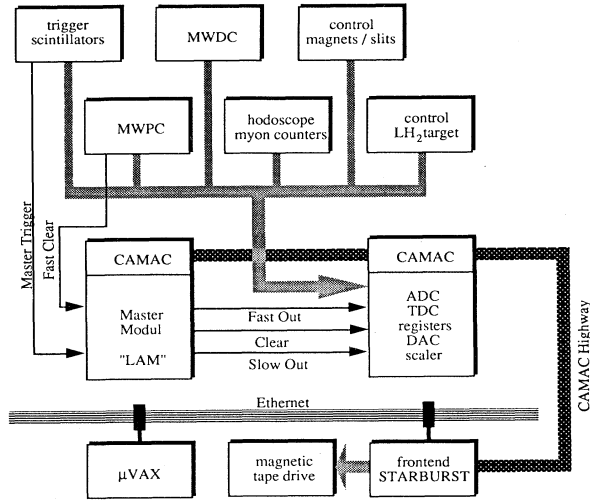 trigger
scintillators
MWDC
control
magnets / slits
MWPC
hodoscope
myon counters
control
LH2 target
Master Trigger
Fast Clear
CAMAC
Master
Modul
"LAM"
Fast Out
Clear
Slow Out
CAMAC
ADC
TDC
registers
DAC
scaler
CAMAC Highway
Ethernet
µVAX
magnetic
tape drive
frontend
STARBURST